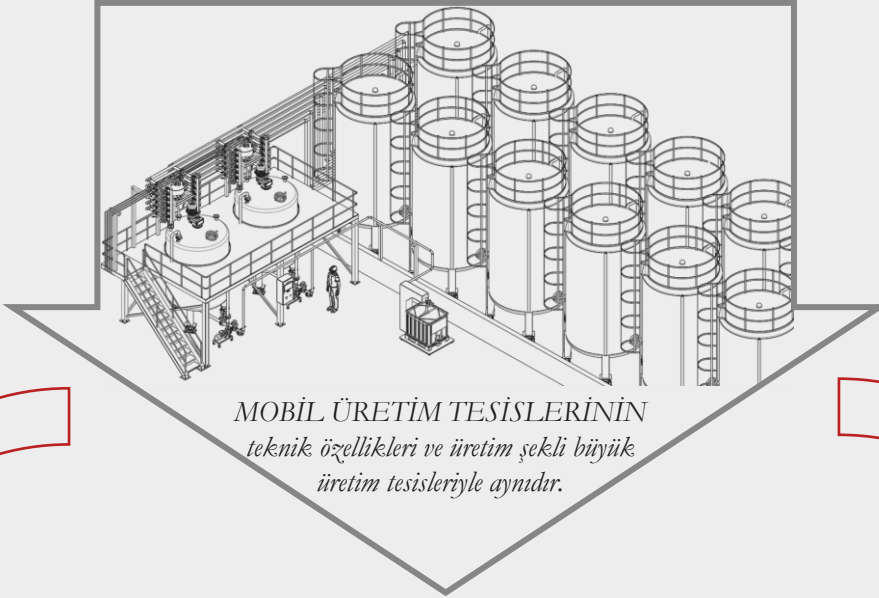 MOBİL ÜRETİM TESİSLERİNİN
teknik özellikleri ve üretim şekli büyük
üretim tesisleriyle aynıdır.